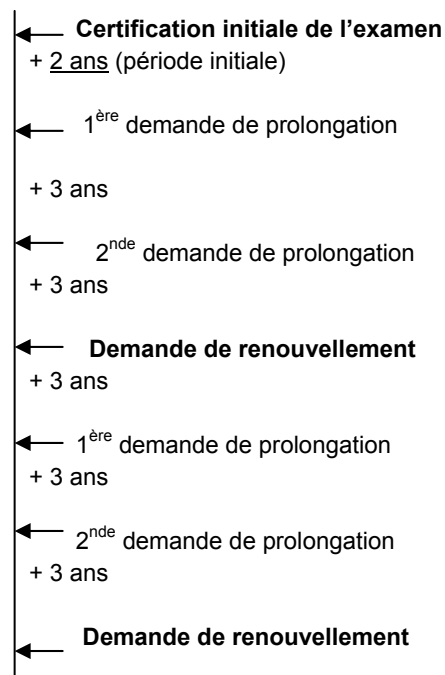 Certification initiale de l’examen
+ 2 ans (période initiale)
1ère demande de prolongation
+ 3 ans
2nde demande de prolongation
+ 3 ans
Demande de renouvellement
+ 3 ans
1ère demande de prolongation
+ 3 ans
2nde demande de prolongation
+ 3 ans
Demande de renouvellement